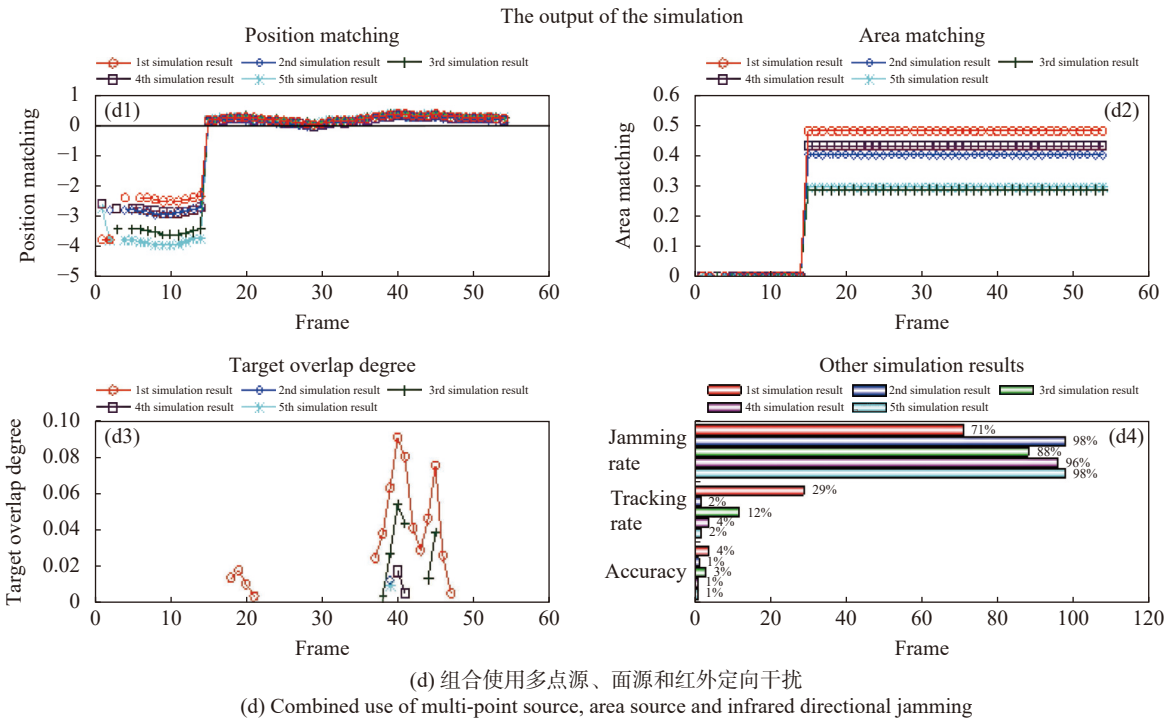 The output of the simulation
Position matching
1st simulation result 2nd simulation result 3rd simulation result
4th simulation result 5th simulation result
(d1)
Position matching
1
0
−1
−2
−3
−4
−5
0 10 20 30 40 50 60
Frame
Area matching
1st simulation result 2nd simulation result 3rd simulation result
4th simulation result 5th simulation result
(d2)
Area matching
0.6
0.5
0.4
0.3
0.2
0.1
0
0 10 20 30 40 50 60
Frame
Target overlap degree
1st simulation result 2nd simulation result 3rd simulation result
4th simulation result 5th simulation result
(d3)
Target overlap degree
0.10
0.08
0.06
0.04
0.02
0
0 10 20 30 40 50 60
Frame
Other simulation results
1st simulation result 2nd simulation result 3rd simulation result
4th simulation result 5th simulation result
(d4)
Jamming rate
71%
98%
88%
96%
98%
Tracking rate
29%
2%
12%
4%
2%
Accuracy
4%
1%
3%
1%
1%
0 20 40 60 80 100 120
Frame
(d) 组合使用多点源、面源和红外定向干扰
(d) Combined use of multi-point source, area source and infrared directional jamming